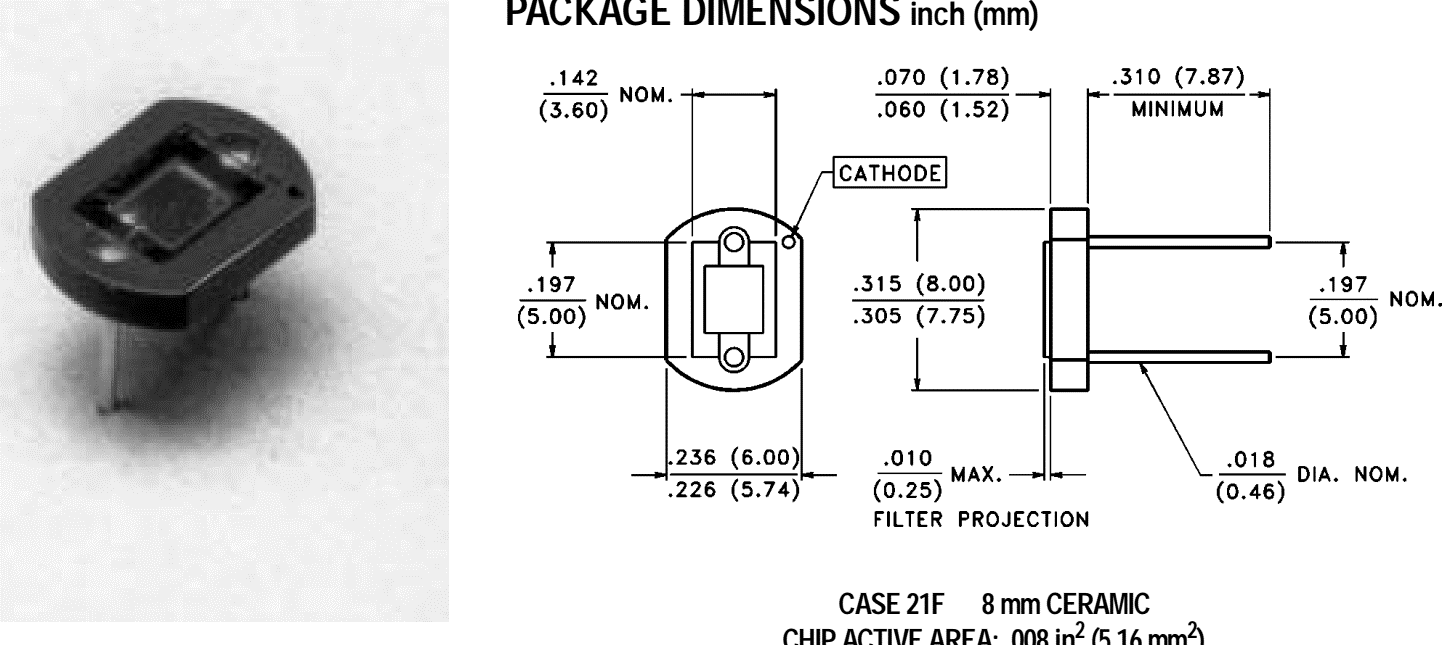 PACKAGE DIMENSIONS inch (mm)
.142
(3.60)
NOM.
.070 (1.78)
.060 (1.52)
.310 (7.87)
MINIMUM
CATHODE
.197
(5.00)
NOM.
.315 (8.00)
.305 (7.75)
.197
(5.00)
NOM.
.236 (6.00)
.226 (5.74)
.010
(0.25)
MAX.
FILTER PROJECTION
.018
(0.46)
DIA. NOM.
CASE 21F 8 mm CERAMIC
CHIP ACTIVE AREA: .008 in² (5.16 mm²)